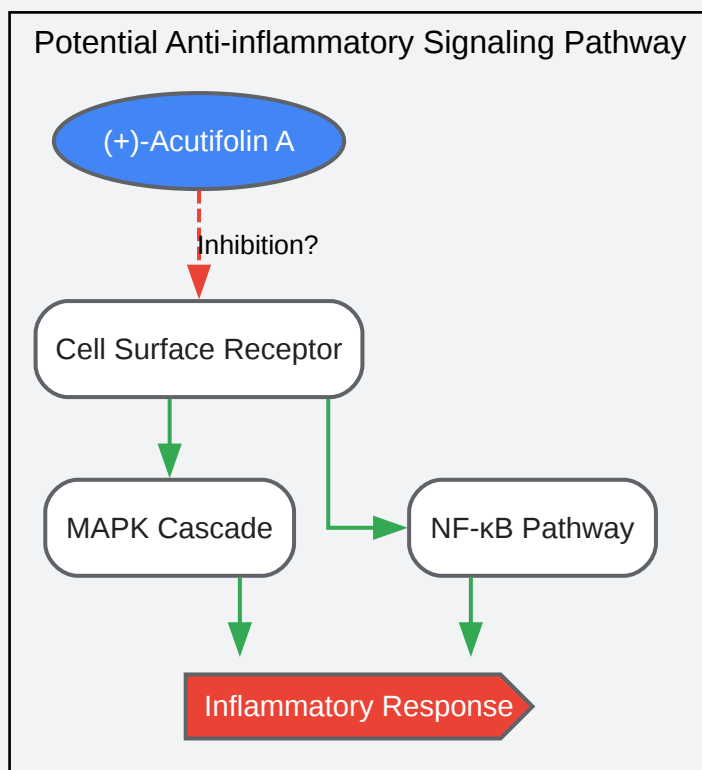 Potential Anti-inflammatory Signaling Pathway
(+)-Acutifolin A
Inhibition?
Cell Surface Receptor
MAPK Cascade
NF-κB Pathway
Inflammatory Response